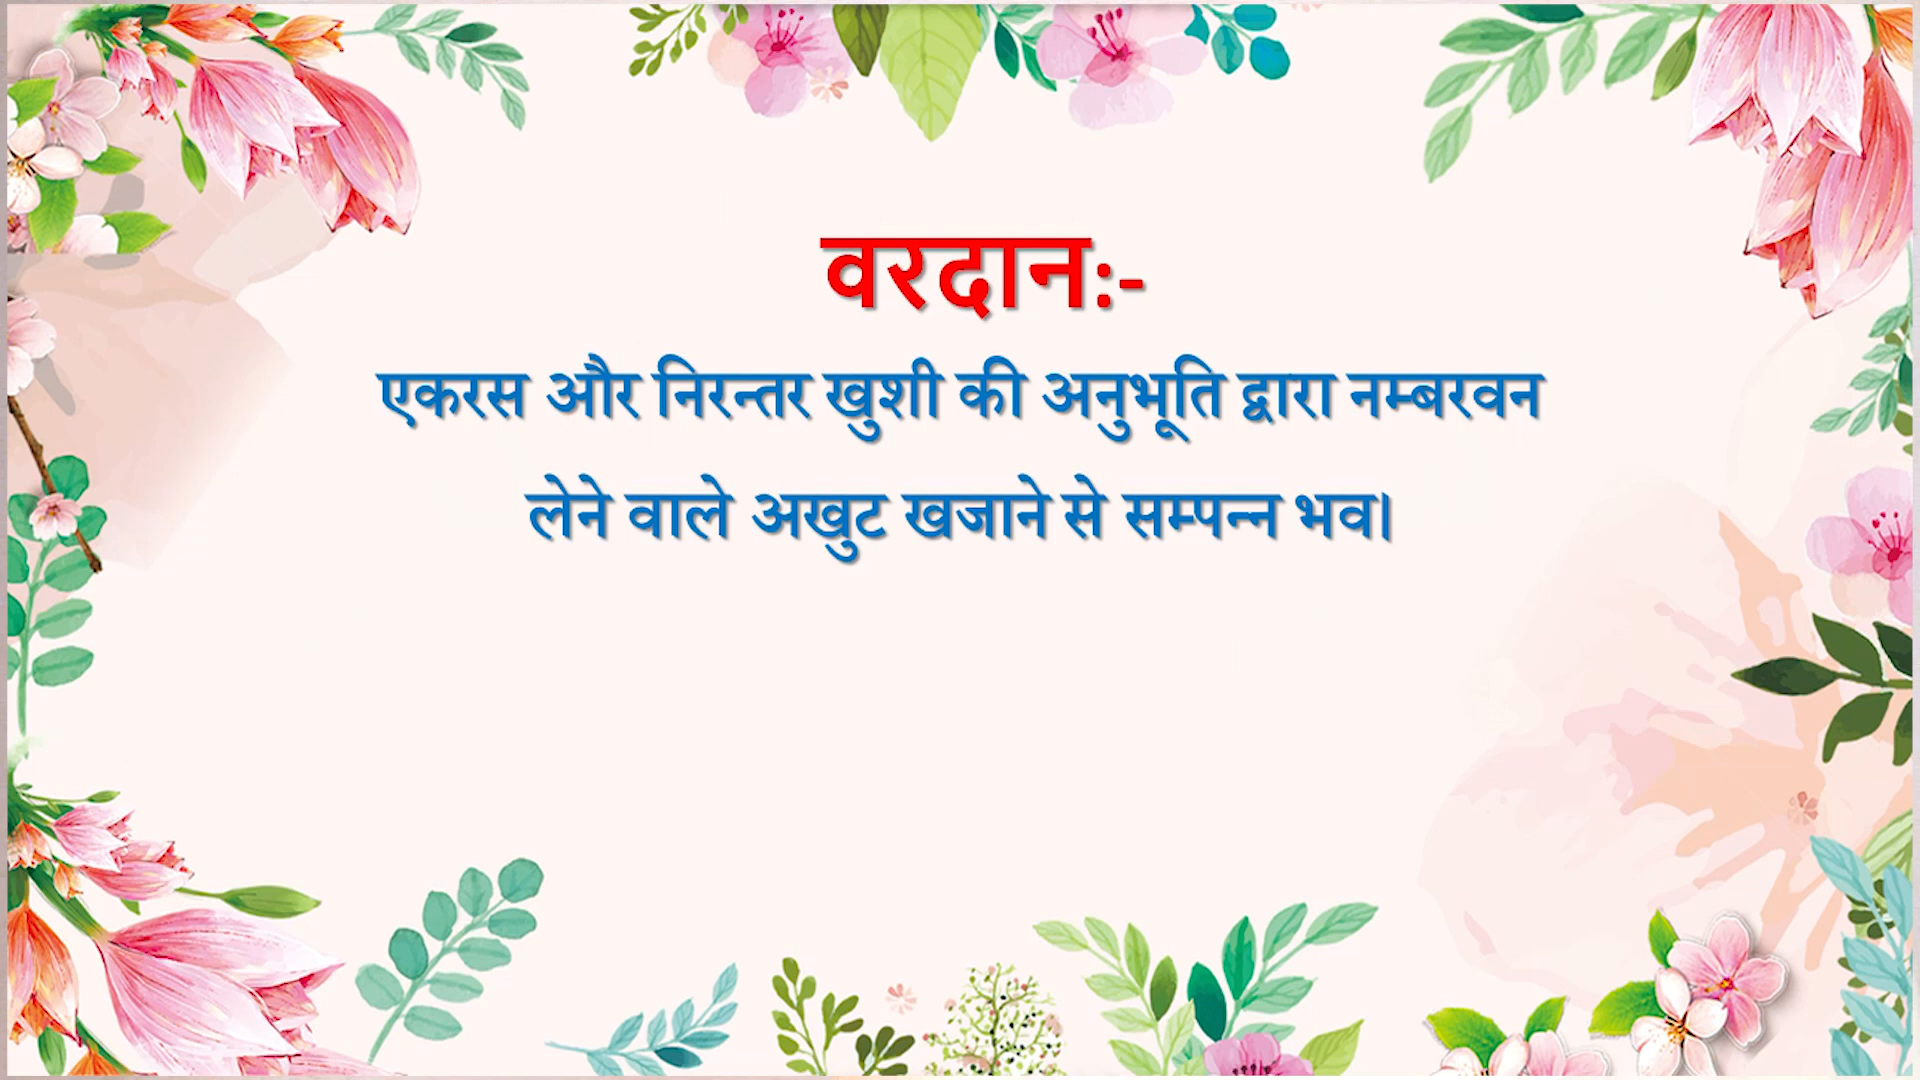 वरदान:-
एकरस और निरन्तर खुशी की अनुभूति द्वारा नम्बरवन
लेने वाले अखुट खजाने से सम्पन्न भव।